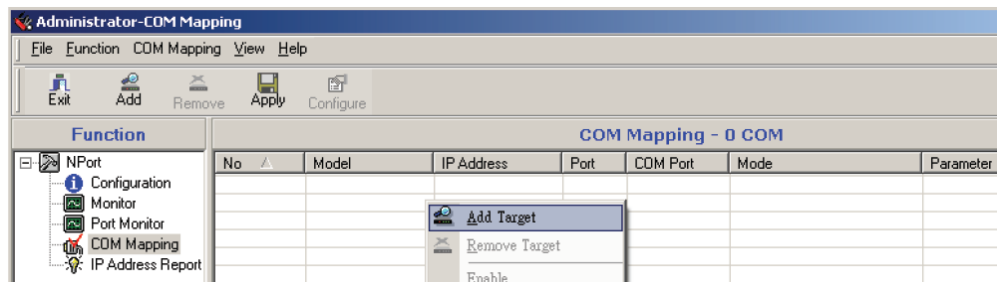 Administrator-COM Mapping
File Function COM Mapping View Help
Exit Add Remove Apply Configure
Function
COM Mapping - 0 COM
NPort
Configuration
Monitor
Port Monitor
COM Mapping
IP Address Report
No Model IP Address Port COM Port Mode Parameter
Add Target
Remove Target
Enable